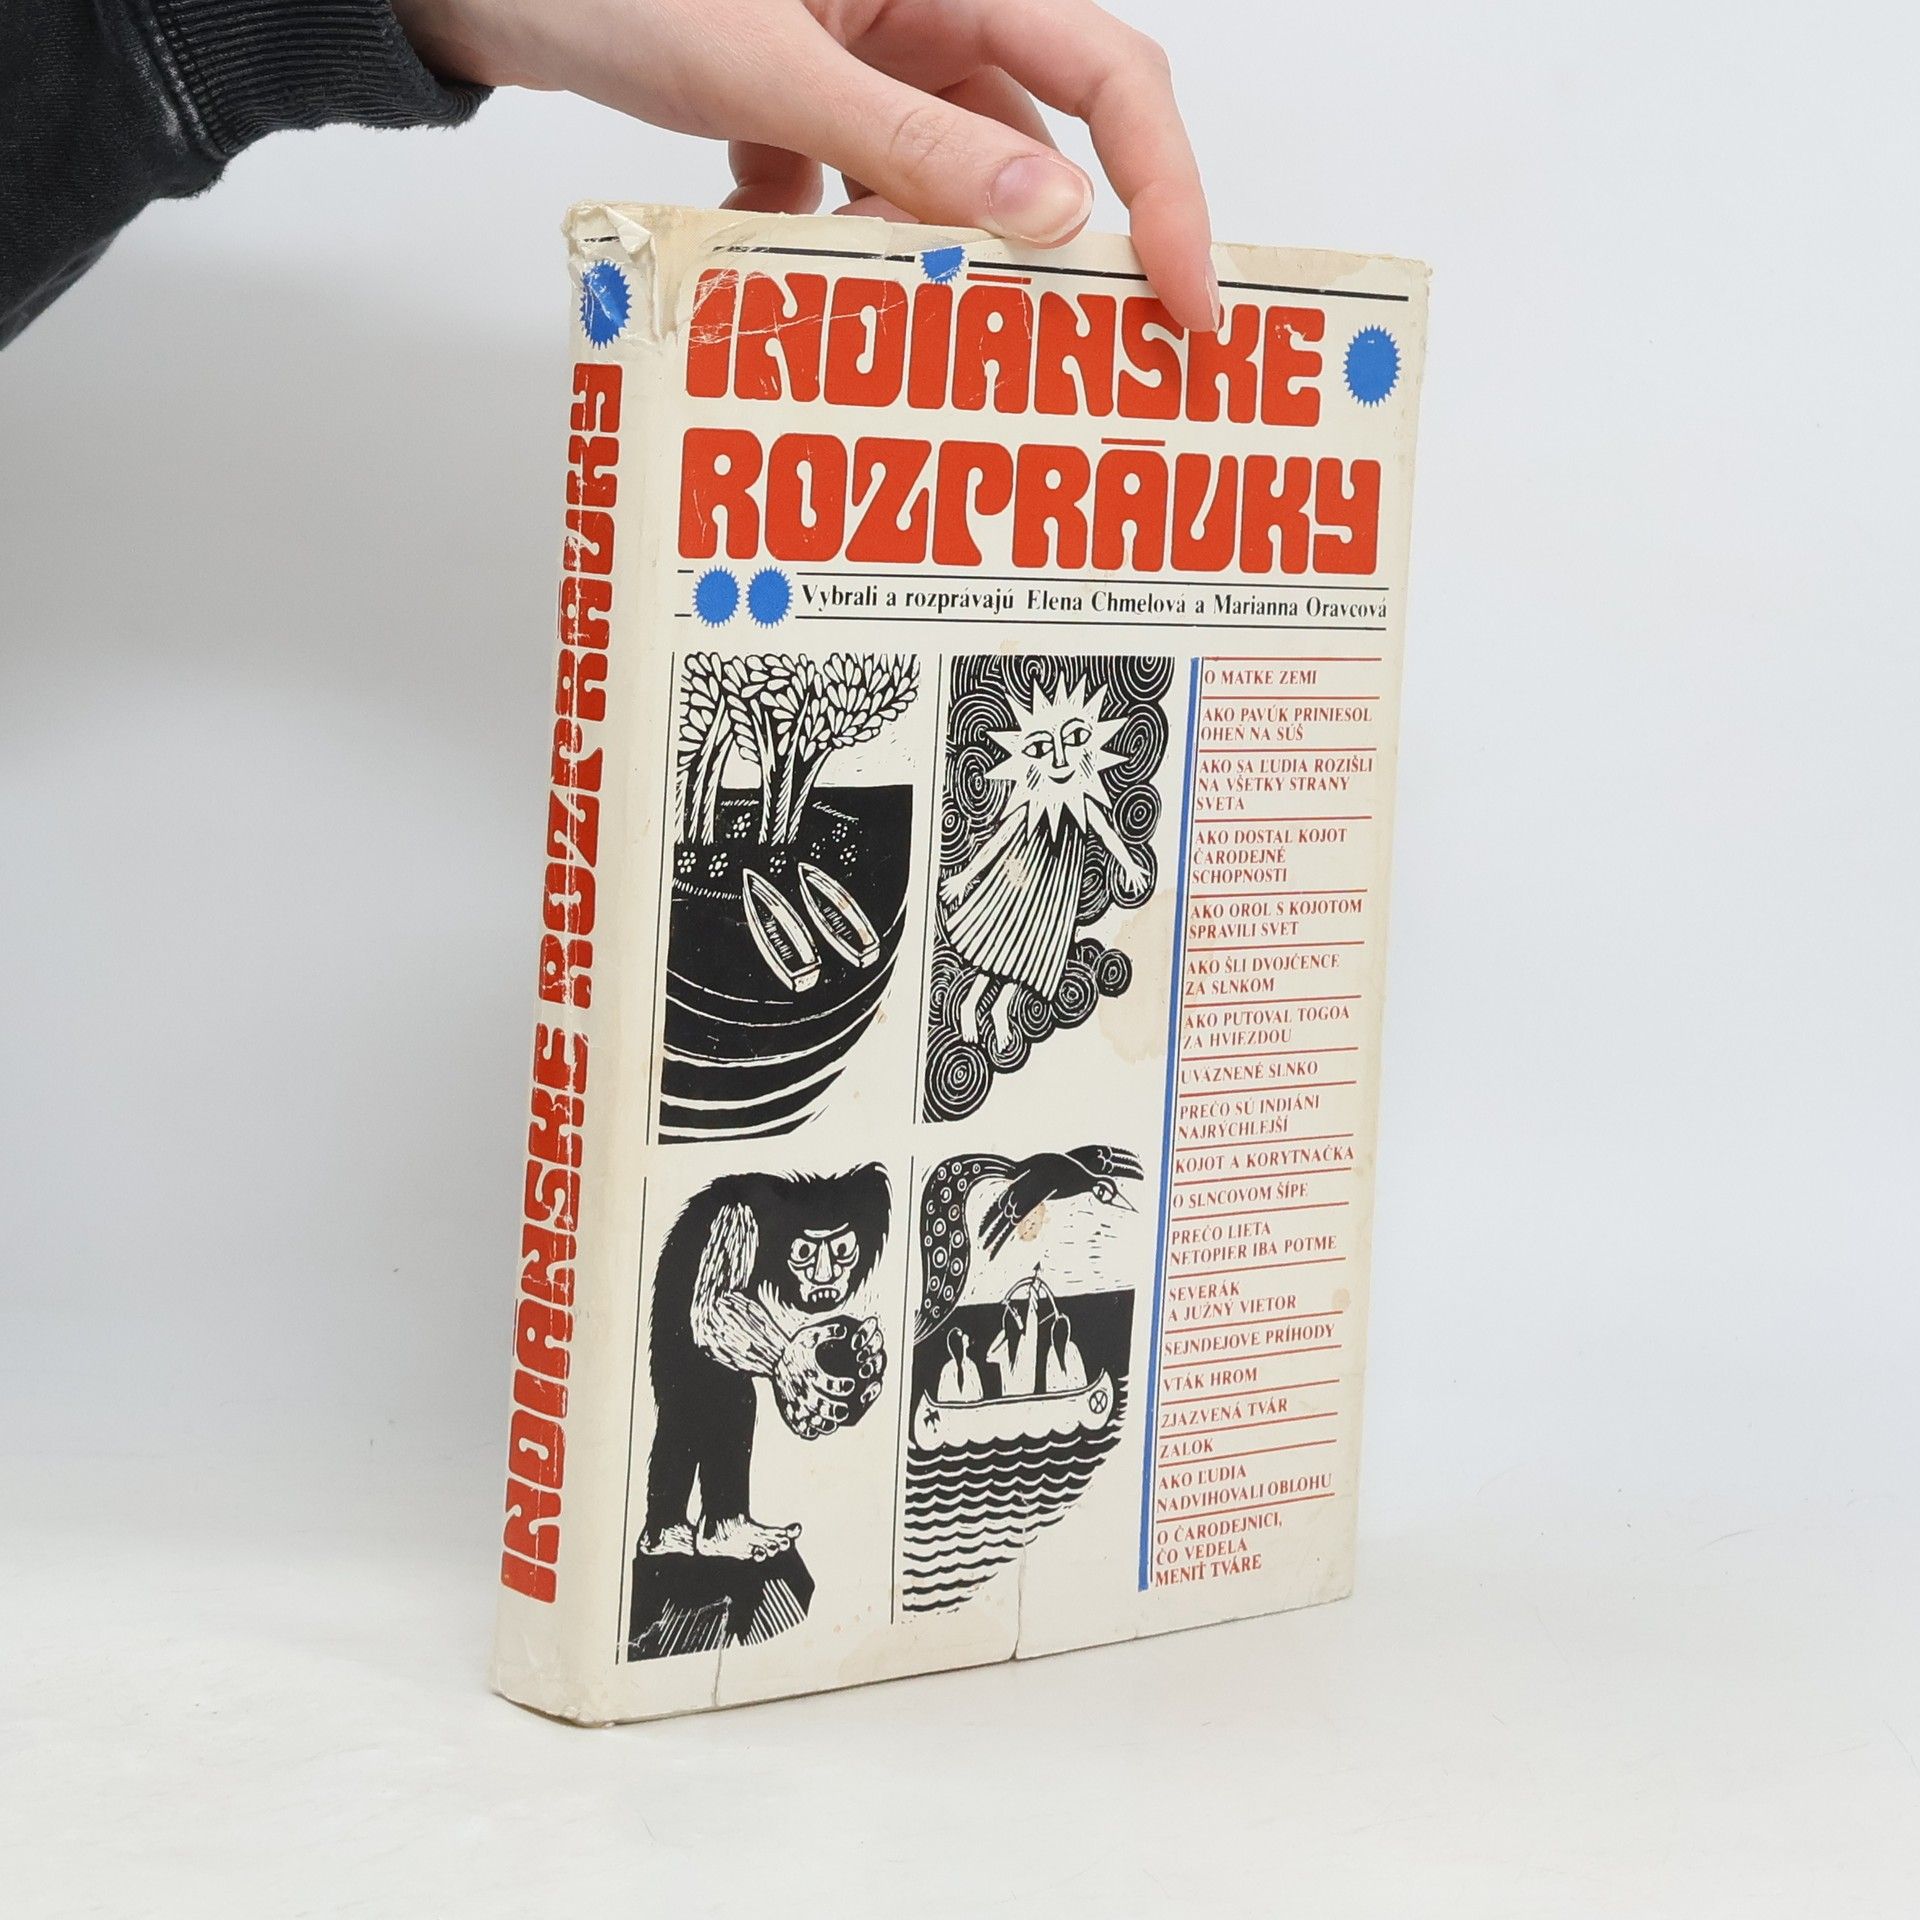 INDIÁNSKE ROZPRÁVKY
INDIÁNSKE
ROZPRÁVKY
Vybrali a rozprávajú Elena Chmelová a Marianna Oravcová
O MATKE ZEMI
AKO PAVÚK PRINIESOL
OHEŇ NA SÚŠ
AKO SA ĽUDIA ROZIŠLI
NA VŠETKY STRANY
SVETA
AKO DOSTAL KOJOT
ČARODEJNÉ
SCHOPNOSTI
AKO OROL S KOJOTOM
SPRAVILI SVET
AKO ŠLI DVOJČENCE
ZA SLNKOM
AKO PUTOVAL TOGOA
ZA HVIEZDOU
UVÄZNENÉ SLNKO
PREČO SÚ INDIÁNI
NAJRÝCHLEJŠÍ
KOJOT A KORYTNAČKA
O SLNCOVOM ŠÍPE
PREČO LIETA
NETOPIER IBA POTME
SEVERÁK
A JUŽNÝ VIETOR
SEJNDEJOVE PRÍHODY
VTÁK HROM
ZJAZVENÁ TVÁR
ZALOK
AKO ĽUDIA
NADVIHOVALI OBLOHU
O ČARODEJNICI,
ČO VEDELA
MENIŤ TVÁRE